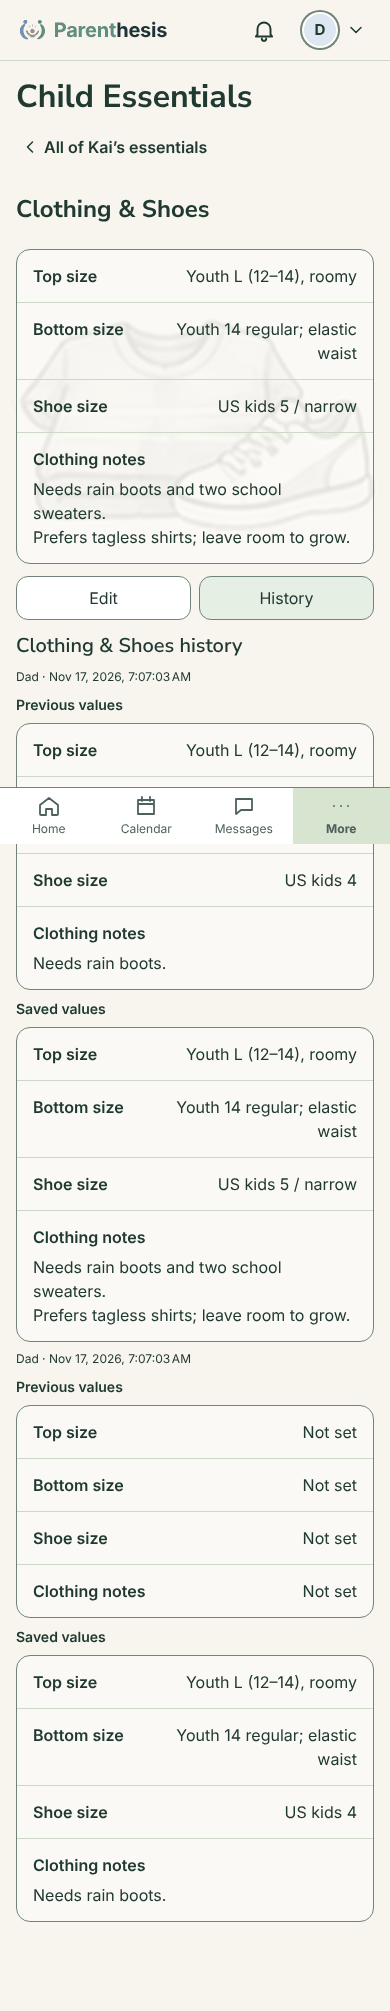 Parenthesis
D
Child Essentials
All of Kai’s essentials
Clothing & Shoes
Top size
Youth L (12–14), roomy
Bottom size
Youth 14 regular; elastic
waist
Shoe size
US kids 5 / narrow
Clothing notes
Needs rain boots and two school
sweaters.
Prefers tagless shirts; leave room to grow.
Edit
History
Clothing & Shoes history
Dad · Nov 17, 2026, 7:07:03 AM
Previous values
Top size
Youth L (12–14), roomy
Home
Calendar
Messages
More
Shoe size
US kids 4
Clothing notes
Needs rain boots.
Saved values
Top size
Youth L (12–14), roomy
Bottom size
Youth 14 regular; elastic
waist
Shoe size
US kids 5 / narrow
Clothing notes
Needs rain boots and two school
sweaters.
Prefers tagless shirts; leave room to grow.
Dad · Nov 17, 2026, 7:07:03 AM
Previous values
Top size
Not set
Bottom size
Not set
Shoe size
Not set
Clothing notes
Not set
Saved values
Top size
Youth L (12–14), roomy
Bottom size
Youth 14 regular; elastic
waist
Shoe size
US kids 4
Clothing notes
Needs rain boots.